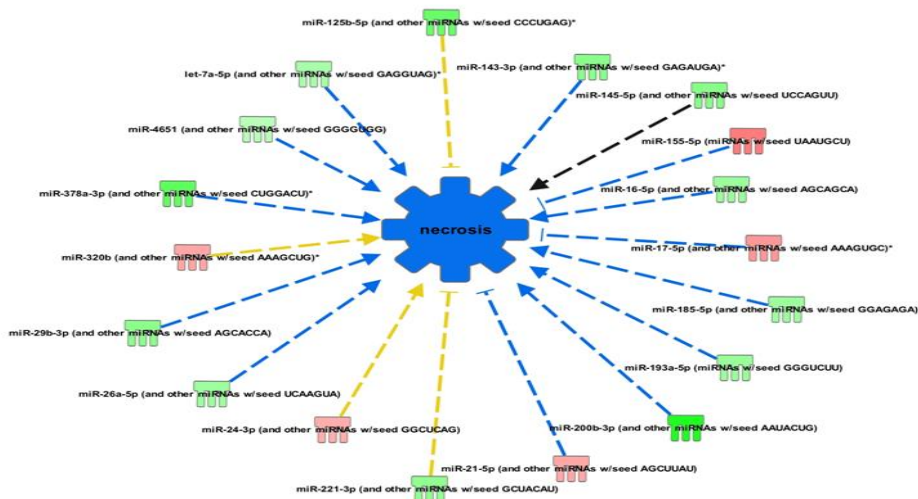 miR-125b-5p (and other miRNAs w/seed CCCUGAG)*
let-7a-5p (and other miRNAs w/seed GAGGUAG)*
miR-143-3p (and other miRNAs w/seed GAGAUGA)*
miR-145-5p (and other miRNAs w/seed UCCAGUU)
miR-4651 (and other miRNAs w/seed GGGGUGG)
miR-155-5p (miRNAs w/seed UAAUGCU)
miR-378a-3p (and other miRNAs w/seed CUGGACU)*
miR-16-5p (and other miRNAs w/seed AGCAGCA)
necrosis
miR-320b (and other miRNAs w/seed AAAGCUG)*
miR-17-5p (and other miRNAs w/seed AAAGUGC)*
miR-29b-3p (and other miRNAs w/seed AGCACCA)
miR-185-5p (and other miRNAs w/seed GGAGAGA)
miR-26a-5p (and other miRNAs w/seed UCAAGUA)
miR-193a-5p (miRNAs w/seed GGGUCUU)
miR-24-3p (and other miRNAs w/seed GGCUCAG)
miR-200b-3p (and other miRNAs w/seed AAUACUG)
miR-21-5p (and other miRNAs w/seed AGCUUAU)
miR-221-3p (and other miRNAs w/seed GCUACAU)